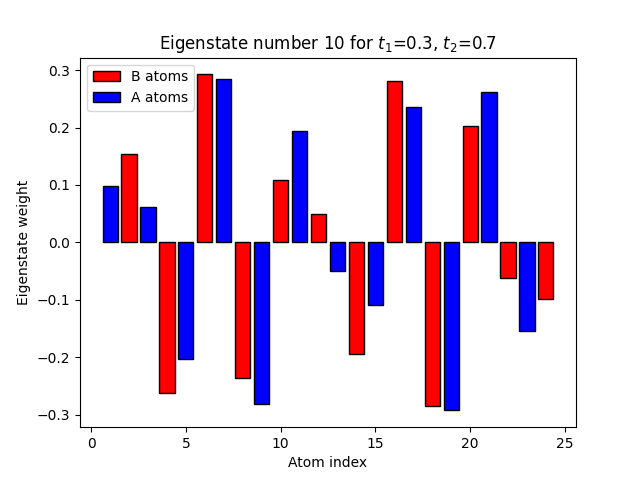 Eigenstate number 10 for t₁=0.3, t₂=0.7
B atoms
A atoms
Eigenstate weight
0.3
0.2
0.1
0.0
−0.1
−0.2
−0.3
0 5 10 15 20 25
Atom index